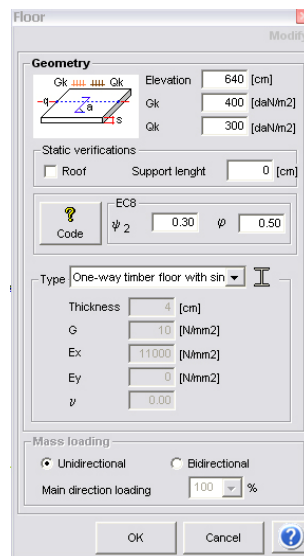 Floor
Modify
Geometry
Gk Qk
q
a
s
Elevation 640 [cm]
Gk 400 [daN/m2]
Qk 300 [daN/m2]
Static verifications
Roof Support lenght 0 [cm]
? Code
EC8
ψ 2 0.30 φ 0.50
Type One-way timber floor with sin
Thickness 4 [cm]
G 10 [N/mm2]
Ex 11000 [N/mm2]
Ey 0 [N/mm2]
ν 0.00
Mass loading
Unidirectional Bidirectional
Main direction loading 100 %
OK Cancel ?